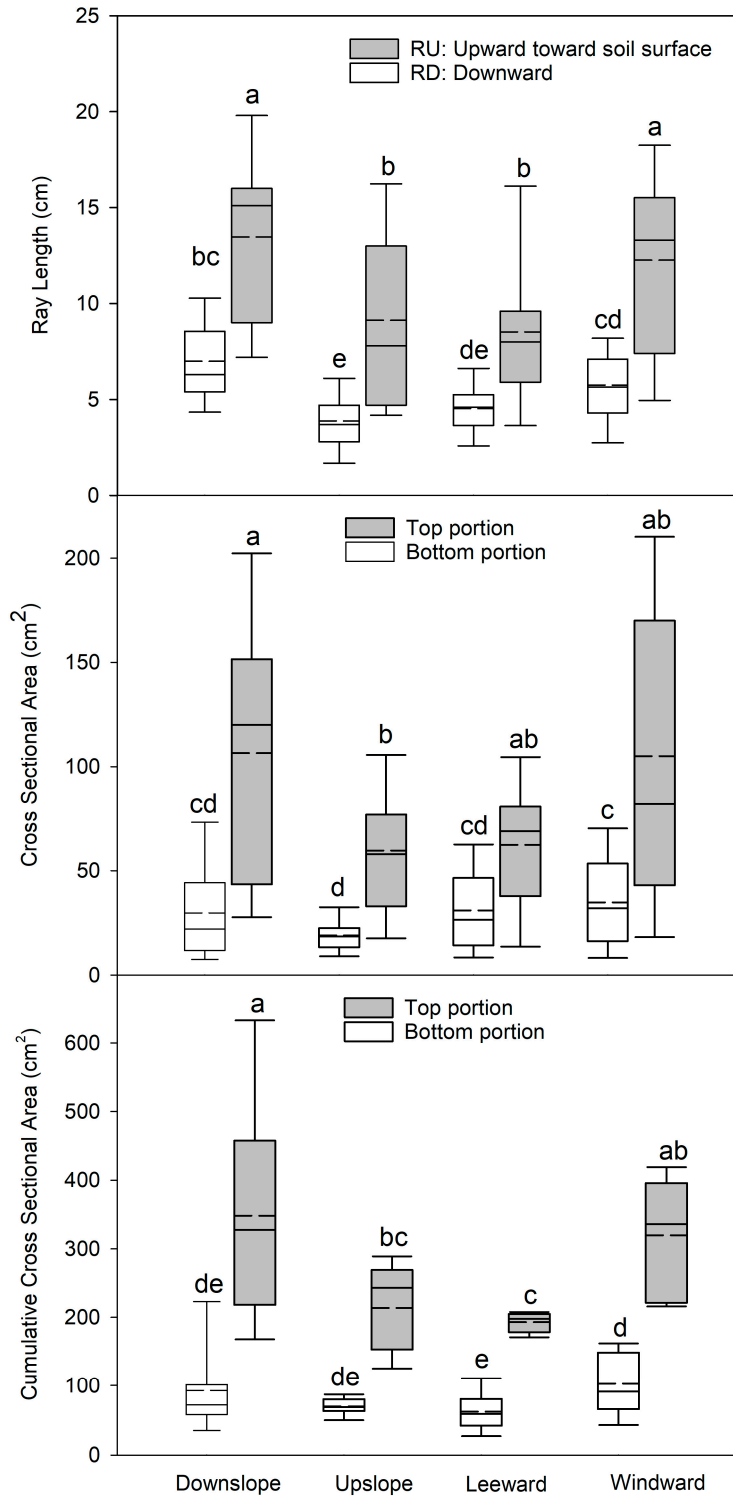 RU: Upward toward soil surface
RD: Downward
25
20
15
10
5
0
Ray Length (cm)
bc
a
e
b
de
b
cd
a
Top portion
Bottom portion
200
150
100
50
0
Cross Sectional Area (cm²)
cd
a
d
b
cd
ab
c
ab
Top portion
Bottom portion
600
500
400
300
200
100
0
Cumulative Cross Sectional Area (cm²)
de
a
de
bc
e
c
d
ab
Downslope Upslope Leeward Windward